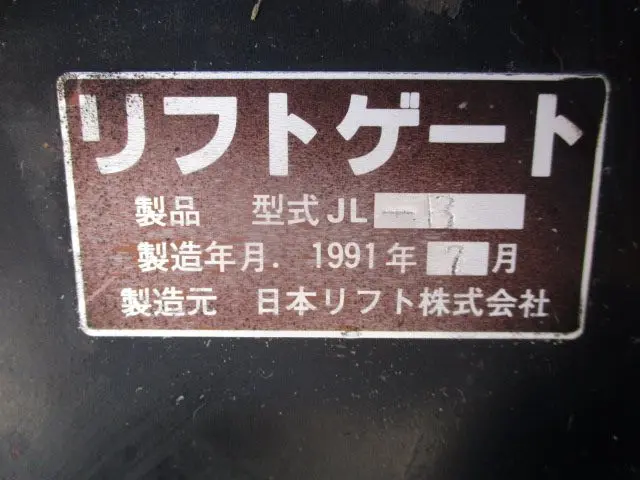 リフトゲート
製品 型式JL-3
製造年月. 1991年7月
製造元 日本リフト株式会社